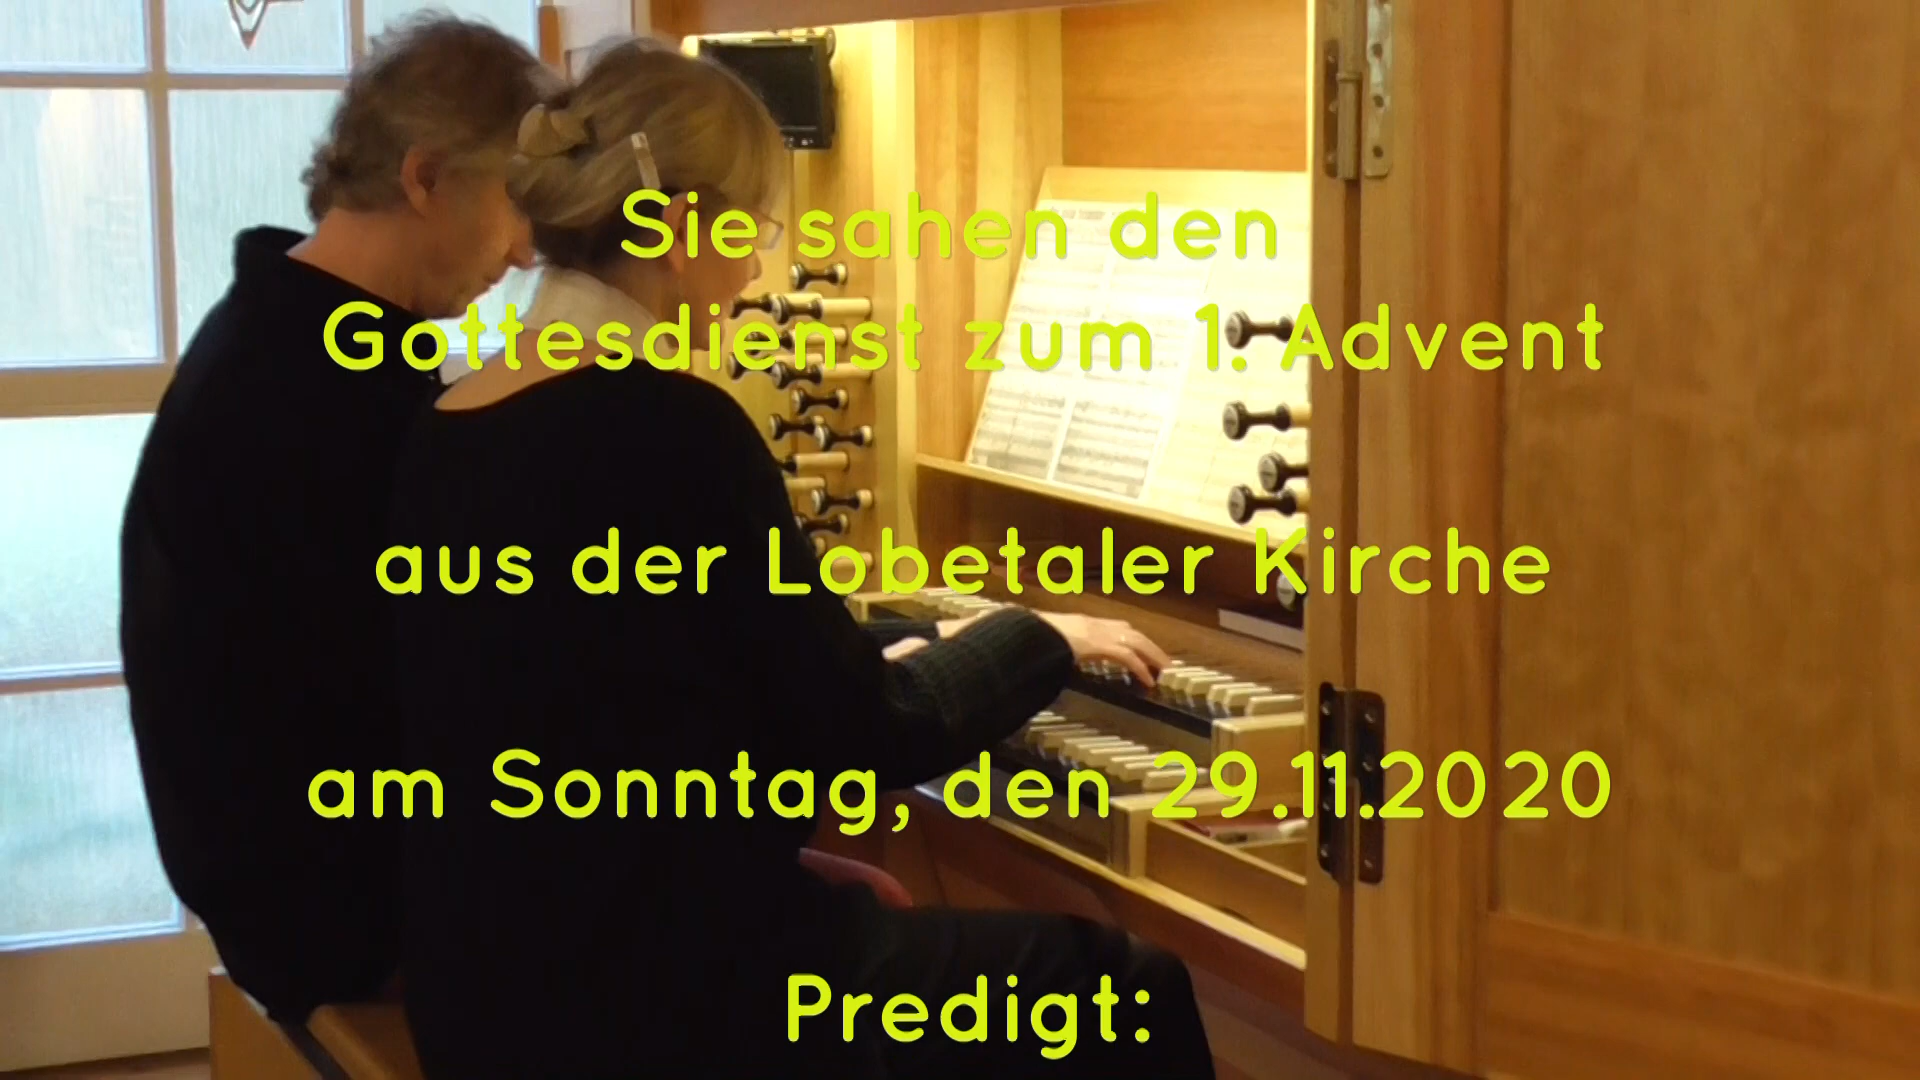 Sie sahen den
Gottesdienst zum 1. Advent
aus der Lobetaler Kirche
am Sonntag, den 29.11.2020
Predigt: